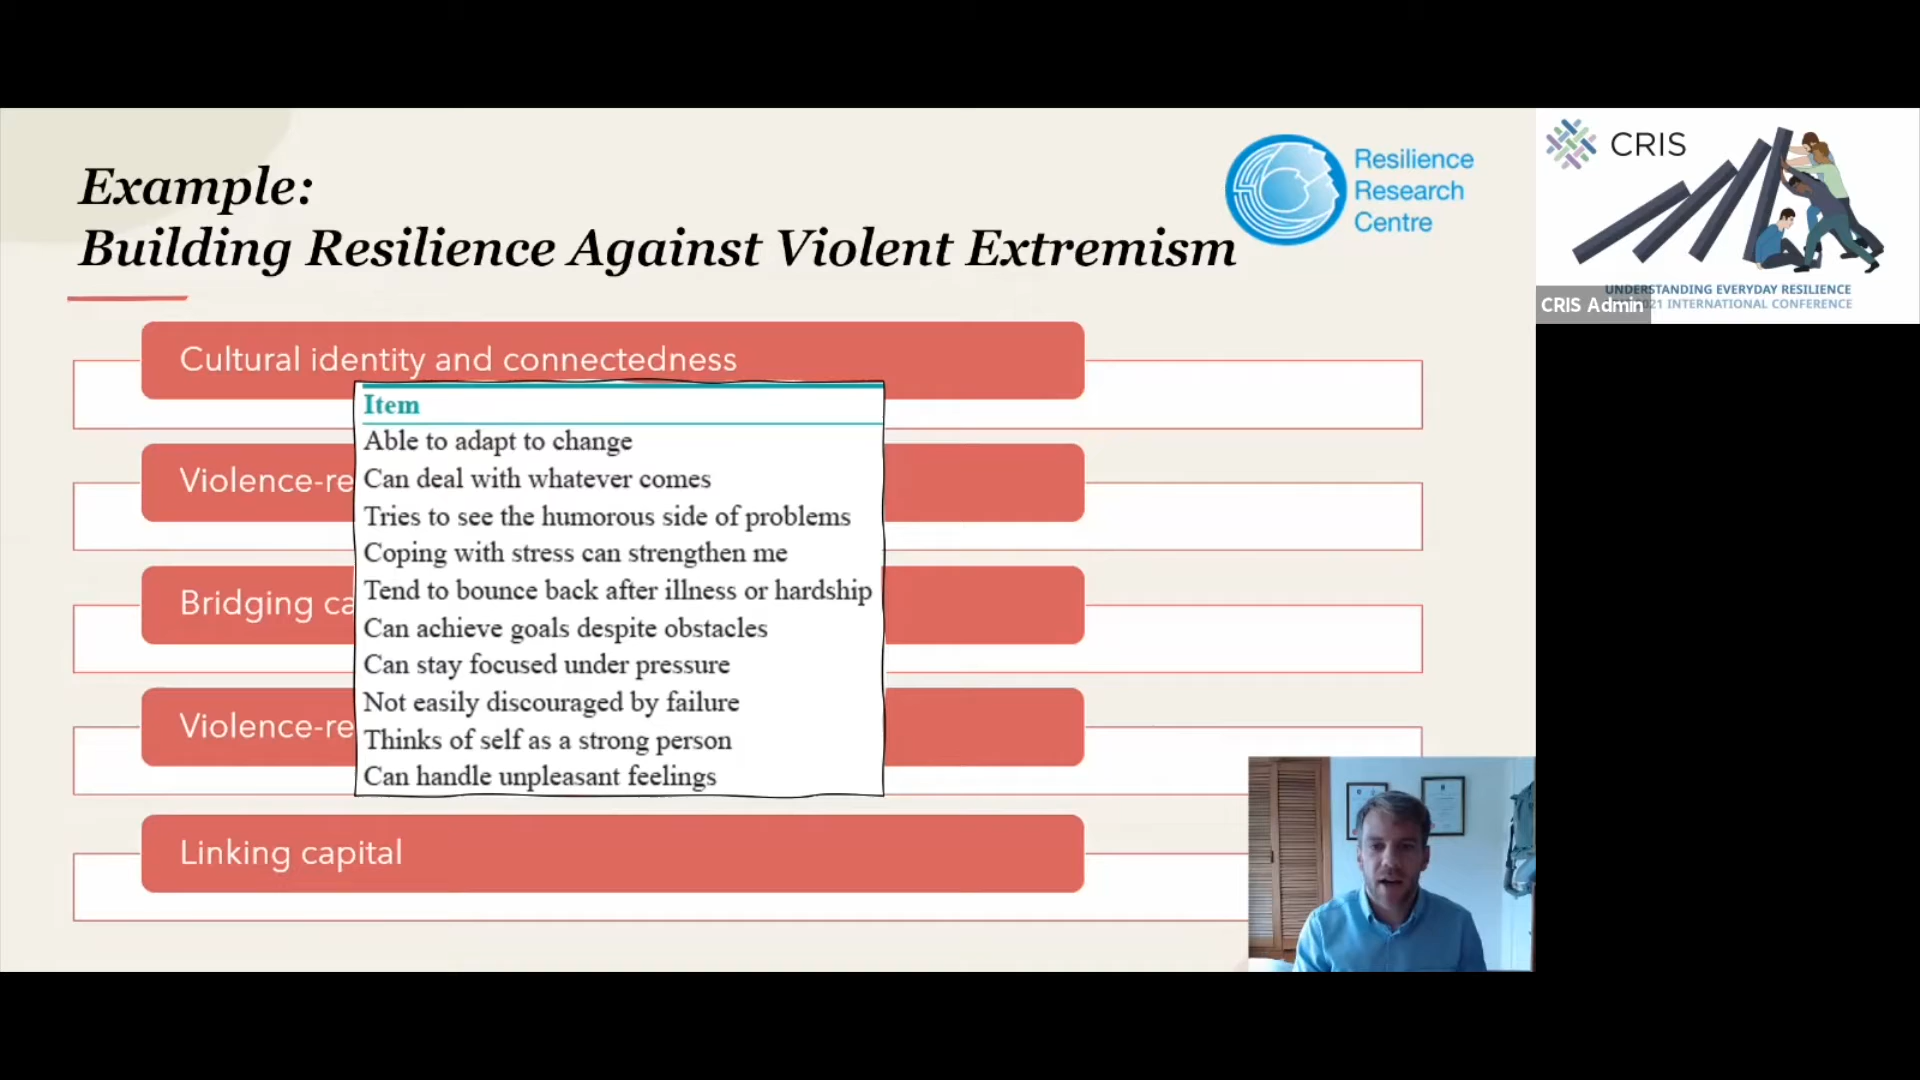 Example:
Building Resilience Against Violent Extremism
Resilience
Research
Centre
CRIS
UNDERSTANDING EVERYDAY RESILIENCE
21 INTERNATIONAL CONFERENCE
CRIS Admin
Cultural identity and connectedness
Item
Able to adapt to change
Can deal with whatever comes
Tries to see the humorous side of problems
Coping with stress can strengthen me
Tend to bounce back after illness or hardship
Can achieve goals despite obstacles
Can stay focused under pressure
Not easily discouraged by failure
Thinks of self as a strong person
Can handle unpleasant feelings
Violence-re
Bridging ca
Violence-re
Linking capital